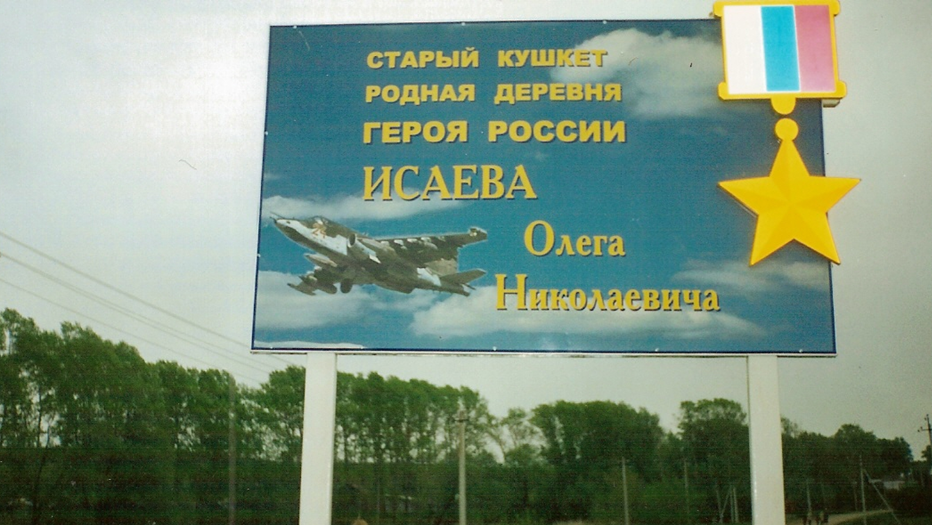 СТАРЫЙ КУШКЕТ
РОДНАЯ ДЕРЕВНЯ
ГЕРОЯ РОССИИ
ИСАЕВА
Олега
Николаевича